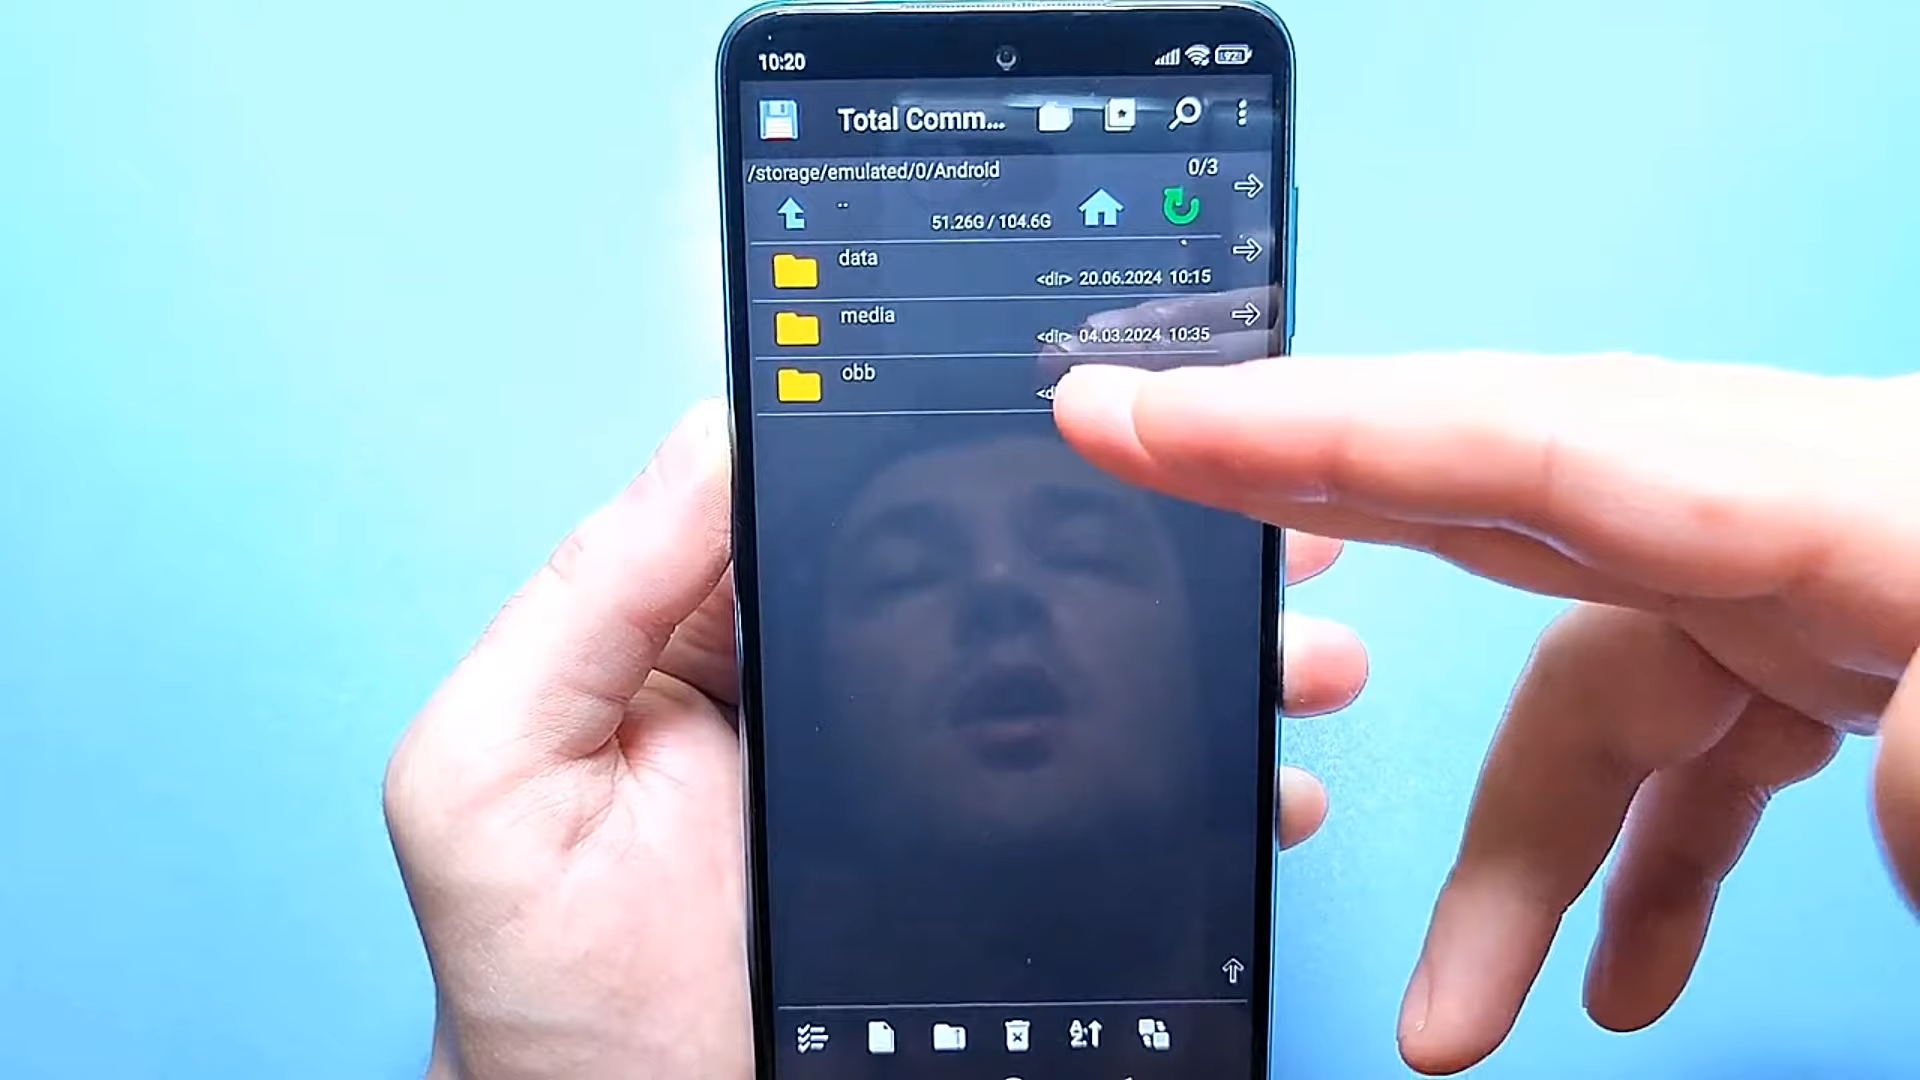 10:20
92
Total Comm...
/storage/emulated/0/Android 0/3
..
51.26G / 104.6G
data
<dir> 20.06.2024 10:15
media
<dir> 04.03.2024 10:35
obb